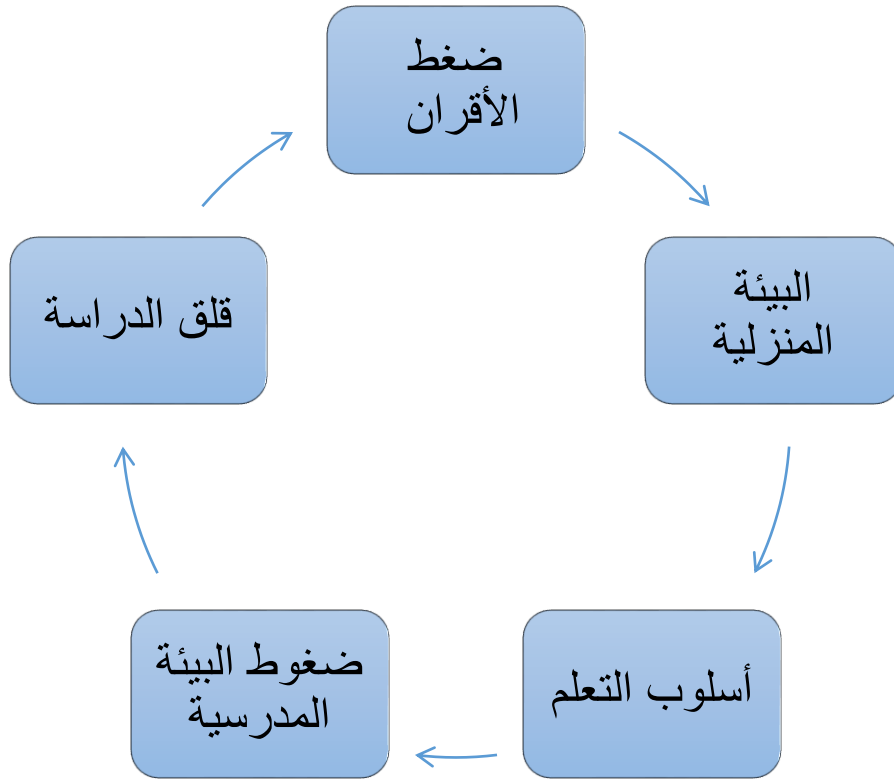 ضغط
الأقران
البيئة
المنزلية
أسلوب التعلم
ضغوط البيئة
المدرسية
قلق الدراسة